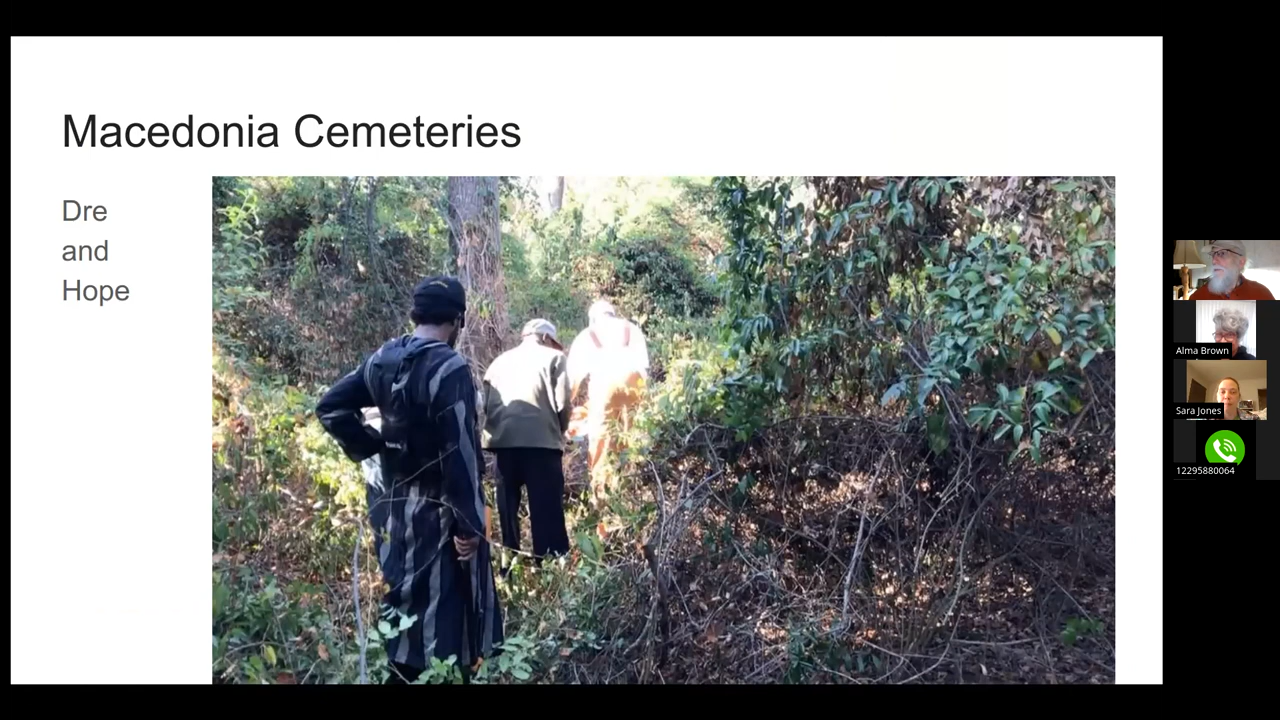 Macedonia Cemeteries
Dre
and
Hope
Alma Brown
Sara Jones
12295880064